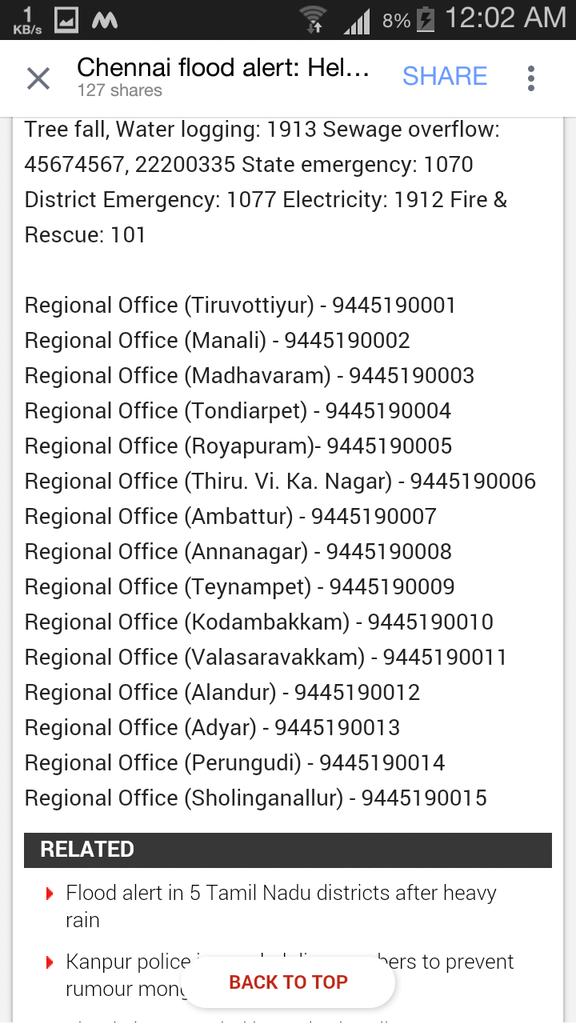 1
KB/s
8%
12:02 AM
Chennai flood alert: Hel...
127 shares
SHARE
Tree fall, Water logging: 1913 Sewage overflow:
45674567, 22200335 State emergency: 1070
District Emergency: 1077 Electricity: 1912 Fire &
Rescue: 101
Regional Office (Tiruvottiyur) - 9445190001
Regional Office (Manali) - 9445190002
Regional Office (Madhavaram) - 9445190003
Regional Office (Tondiarpet) - 9445190004
Regional Office (Royapuram)- 9445190005
Regional Office (Thiru. Vi. Ka. Nagar) - 9445190006
Regional Office (Ambattur) - 9445190007
Regional Office (Annanagar) - 9445190008
Regional Office (Teynampet) - 9445190009
Regional Office (Kodambakkam) - 9445190010
Regional Office (Valasaravakkam) - 9445190011
Regional Office (Alandur) - 9445190012
Regional Office (Adyar) - 9445190013
Regional Office (Perungudi) - 9445190014
Regional Office (Sholinganallur) - 9445190015
RELATED
Flood alert in 5 Tamil Nadu districts after heavy
rain
Kanpur police to prevent
rumour
BACK TO TOP